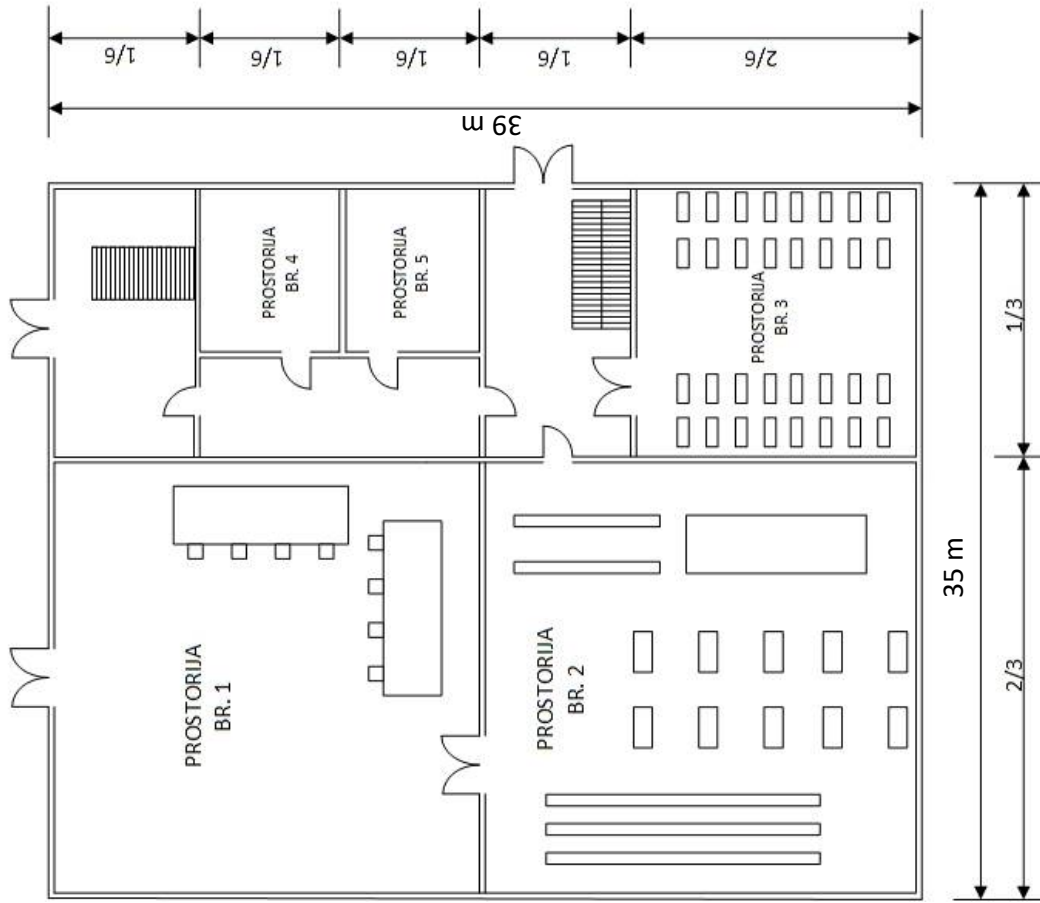 1/6
1/6
1/6
1/6
2/6
39 m
PROSTORIJA
BR. 4
PROSTORIJA
BR. 5
PROSTORIJA
BR. 3
1/3
PROSTORIJA
BR. 1
PROSTORIJA
BR. 2
35 m
2/3